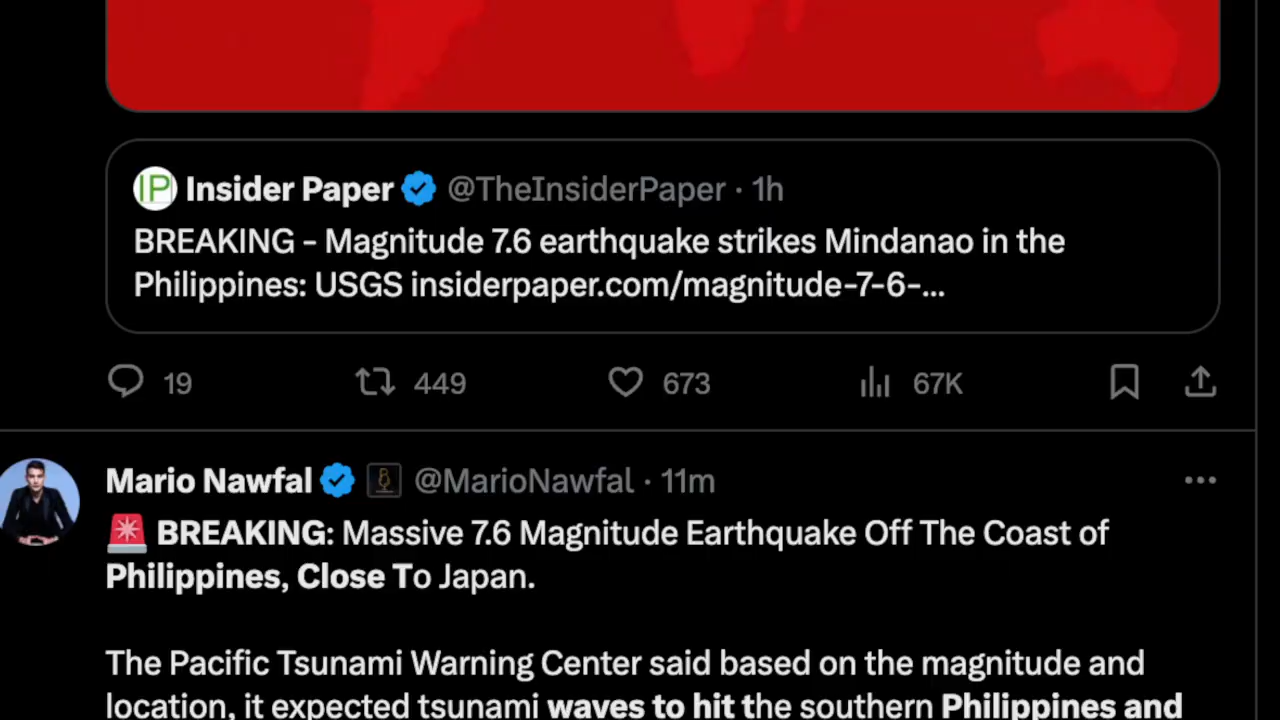 IP Insider Paper @TheInsiderPaper · 1h
BREAKING - Magnitude 7.6 earthquake strikes Mindanao in the
Philippines: USGS insiderpaper.com/magnitude-7-6-...
19 449 673 67K
Mario Nawfal @MarioNawfal · 11m
BREAKING: Massive 7.6 Magnitude Earthquake Off The Coast of
Philippines, Close To Japan.
The Pacific Tsunami Warning Center said based on the magnitude and
location, it expected tsunami waves to hit the southern Philippines and